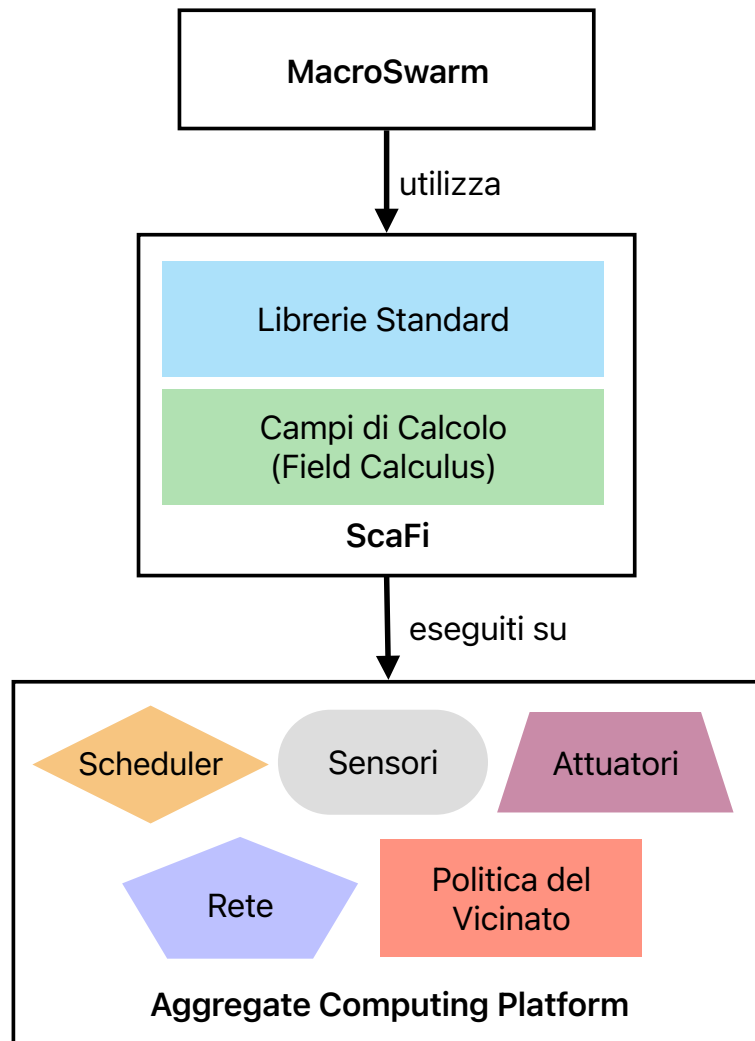 MacroSwarm
utilizza
Librerie Standard
Campi di Calcolo
(Field Calculus)
ScaFi
eseguiti su
Scheduler
Sensori
Attuatori
Rete
Politica del
Vicinato
Aggregate Computing Platform